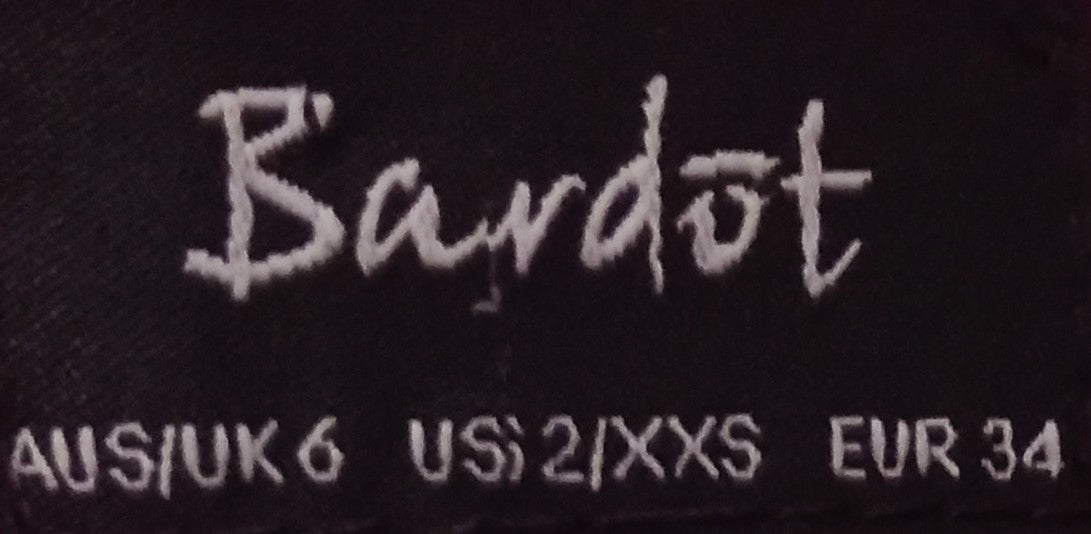 Bardōt
AUS/UK 6 US 2/XXS EUR 34